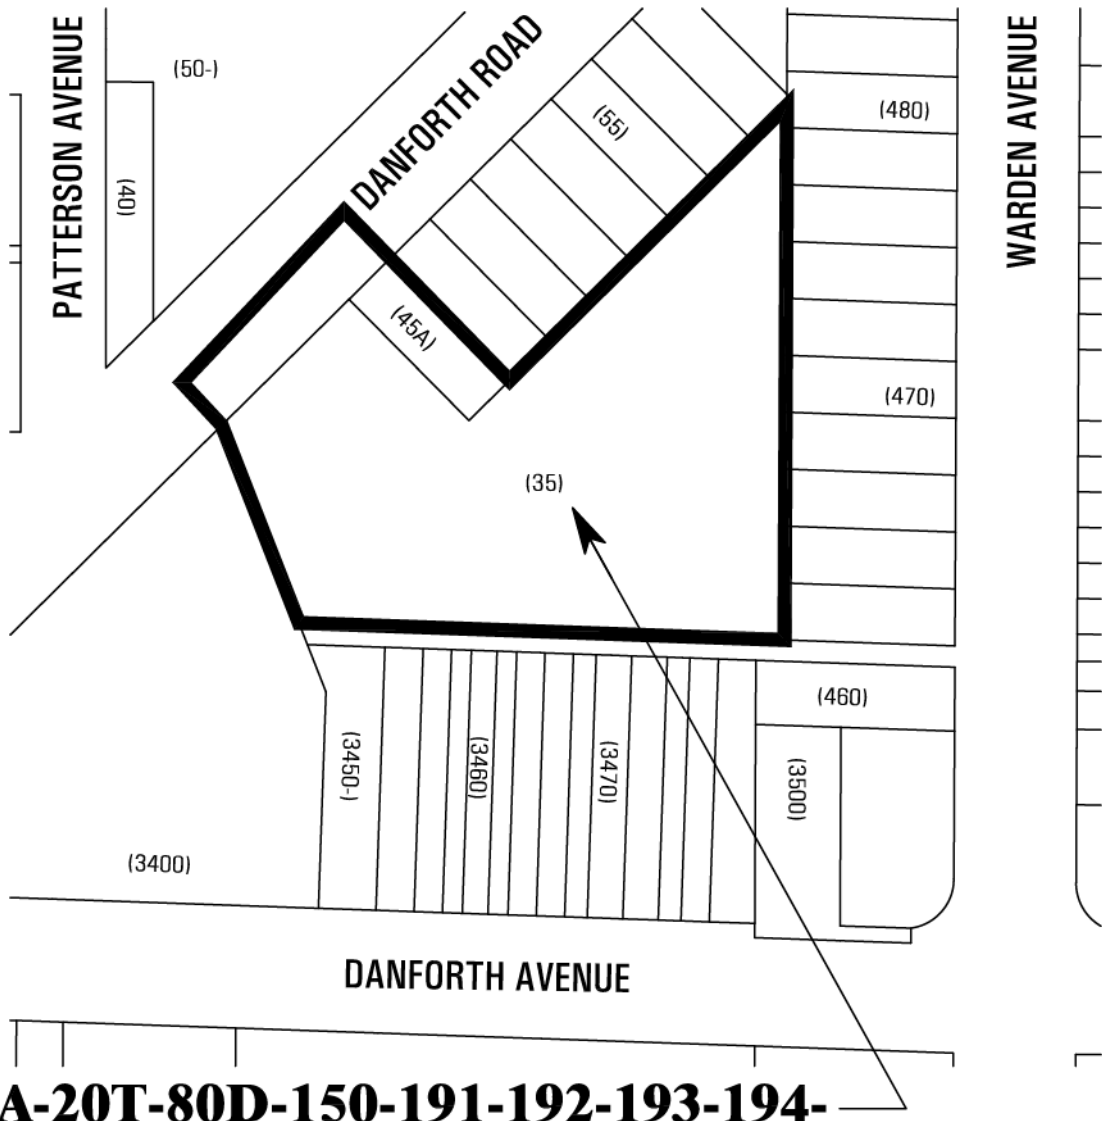 PATTERSON AVENUE
(50-)
(40)
DANFORTH ROAD
(55)
(480)
WARDEN AVENUE
(45A)
(470)
(35)
(460)
(3450-)
(3460)
(3470)
(3500)
(3400)
DANFORTH AVENUE
A-20T-80D-150-191-192-193-194-